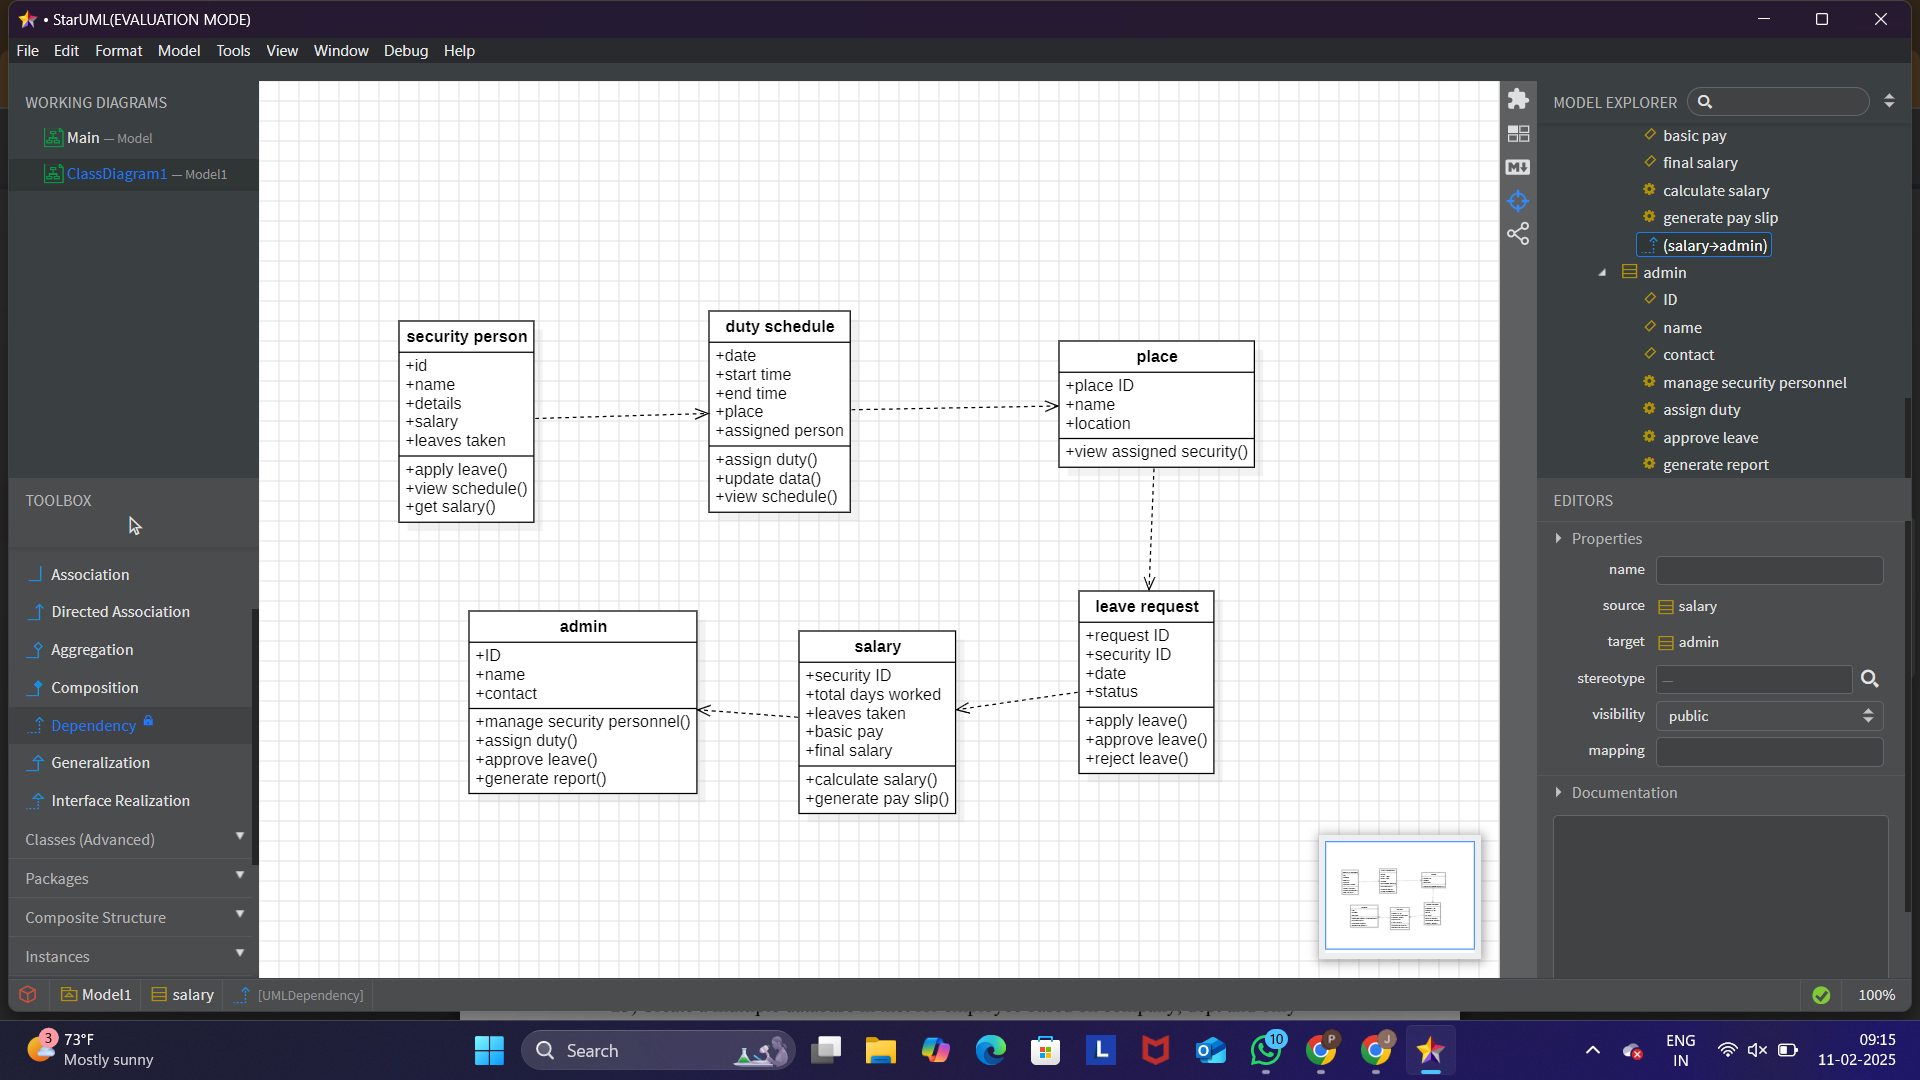 • StarUML(EVALUATION MODE)
File Edit Format Model Tools View Window Debug Help
WORKING DIAGRAMS
Main — Model
ClassDiagram1 — Model1
TOOLBOX
Association
Directed Association
Aggregation
Composition
Dependency
Generalization
Interface Realization
Classes (Advanced)
Packages
Composite Structure
Instances
security person
+id
+name
+details
+salary
+leaves taken
+apply leave()
+view schedule()
+get salary()
duty schedule
+date
+start time
+end time
+place
+assigned person
+assign duty()
+update data()
+view schedule()
place
+place ID
+name
+location
+view assigned security()
admin
+ID
+name
+contact
+manage security personnel()
+assign duty()
+approve leave()
+generate report()
salary
+security ID
+total days worked
+leaves taken
+basic pay
+final salary
+calculate salary()
+generate pay slip()
leave request
+request ID
+security ID
+date
+status
+apply leave()
+approve leave()
+reject leave()
MODEL EXPLORER
basic pay
final salary
calculate salary
generate pay slip
(salary→admin)
admin
ID
name
contact
manage security personnel
assign duty
approve leave
generate report
EDITORS
Properties
name
source salary
target admin
stereotype —
visibility public
mapping
Documentation
Model1 salary [UMLDependency]
100%
3
73°F
Mostly sunny
Search
L
10
P
J
ENG
IN
09:15
11-02-2025